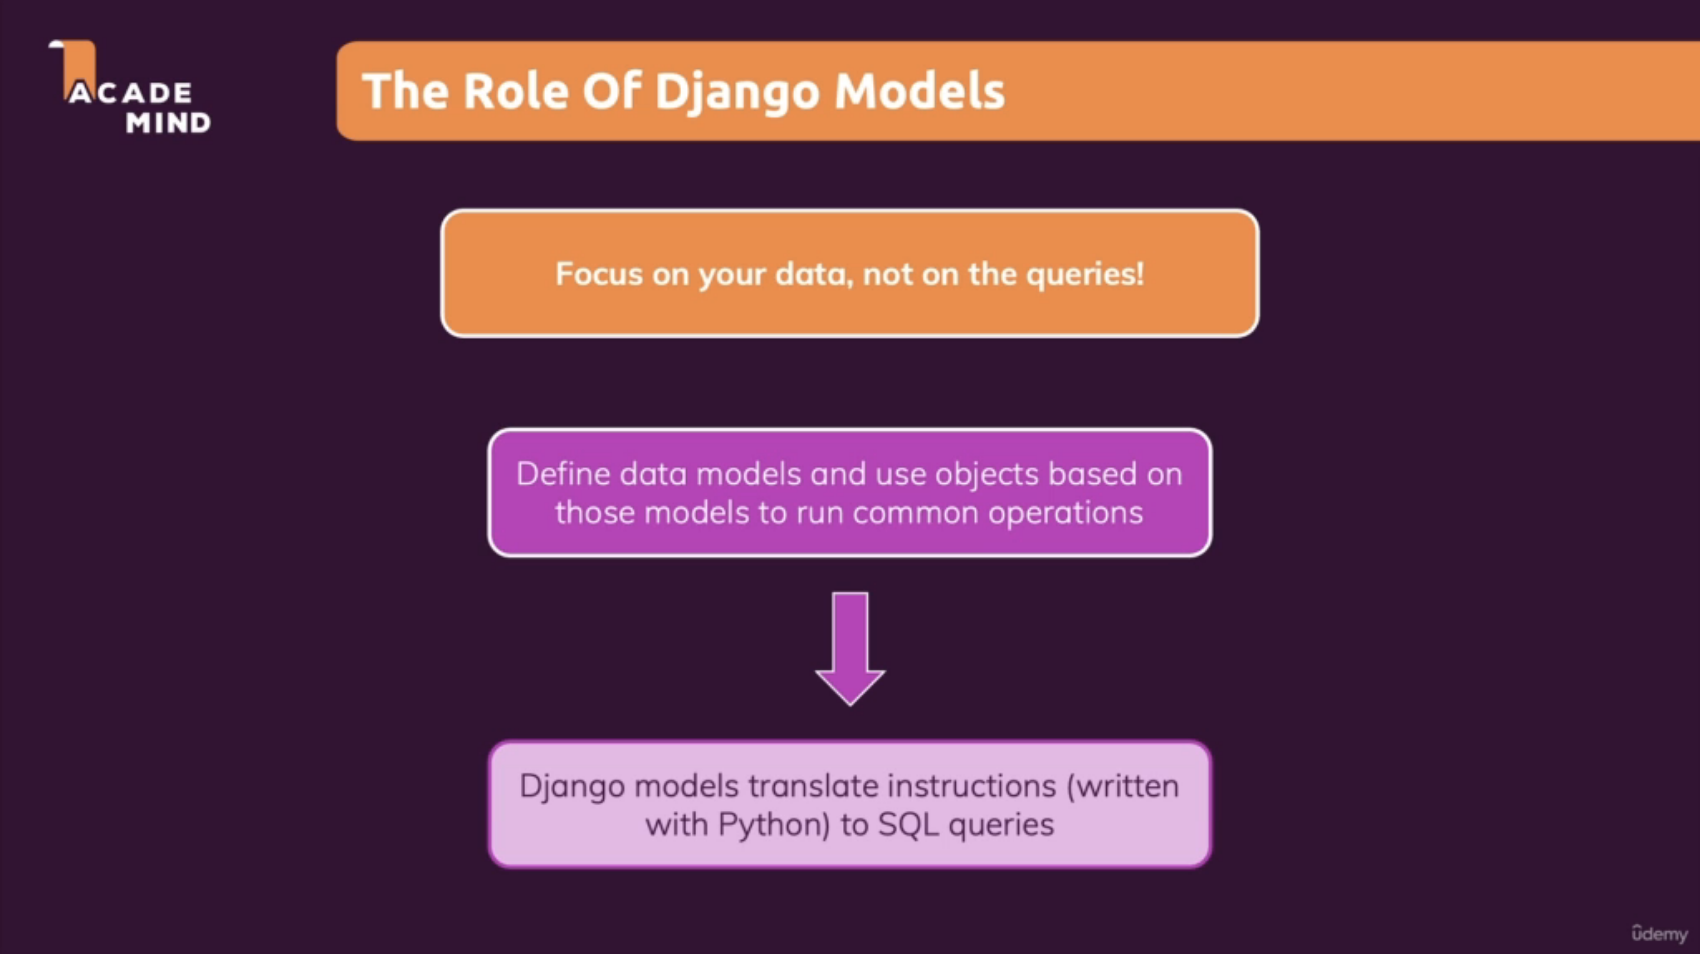 ACADE
MIND
The Role Of Django Models
Focus on your data, not on the queries!
Define data models and use objects based on
those models to run common operations
Django models translate instructions (written
with Python) to SQL queries
ûdemy